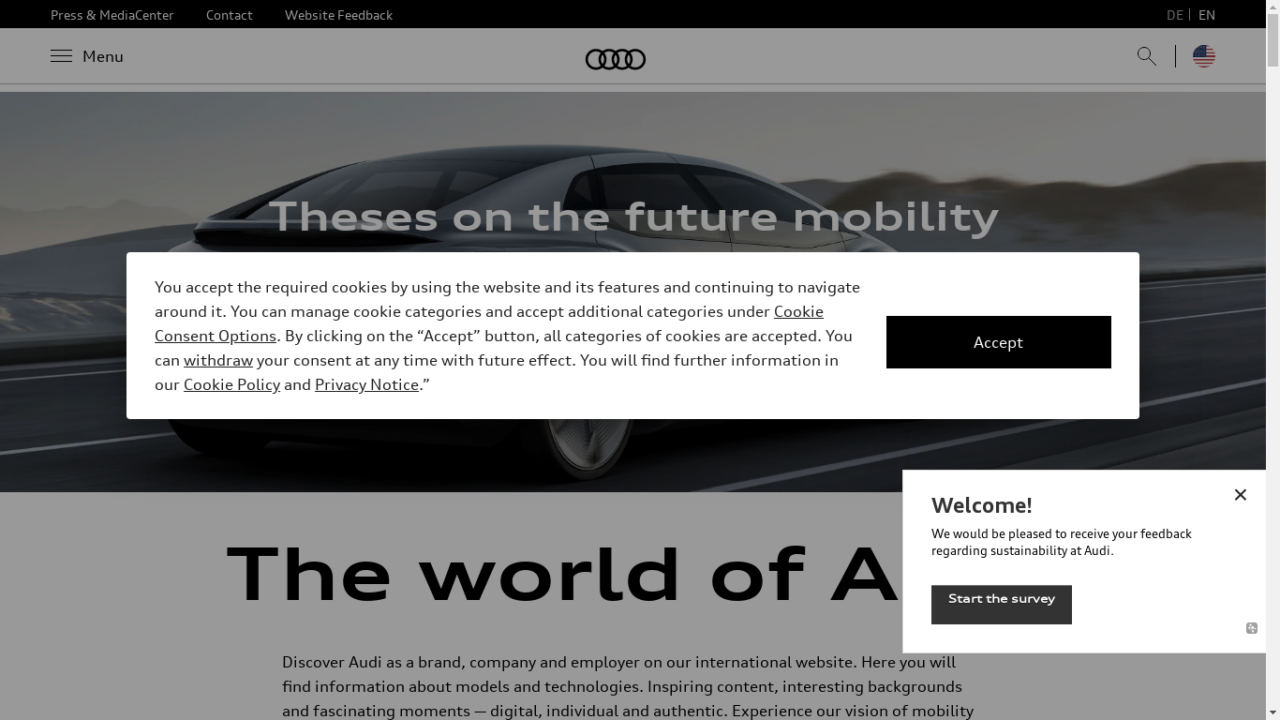 Press & MediaCenter Contact Website Feedback DE EN
Menu
Theses on the future mobility
You accept the required cookies by using the website and its features and continuing to navigate
around it. You can manage cookie categories and accept additional categories under Cookie
Consent Options. By clicking on the “Accept” button, all categories of cookies are accepted. You
can withdraw your consent at any time with future effect. You will find further information in
our Cookie Policy and Privacy Notice.”
Accept
Welcome!
We would be pleased to receive your feedback
regarding sustainability at Audi.
Start the survey
The world of A
Discover Audi as a brand, company and employer on our international website. Here you will
find information about models and technologies. Inspiring content, interesting backgrounds
and fascinating moments — digital, individual and authentic. Experience our vision of mobility